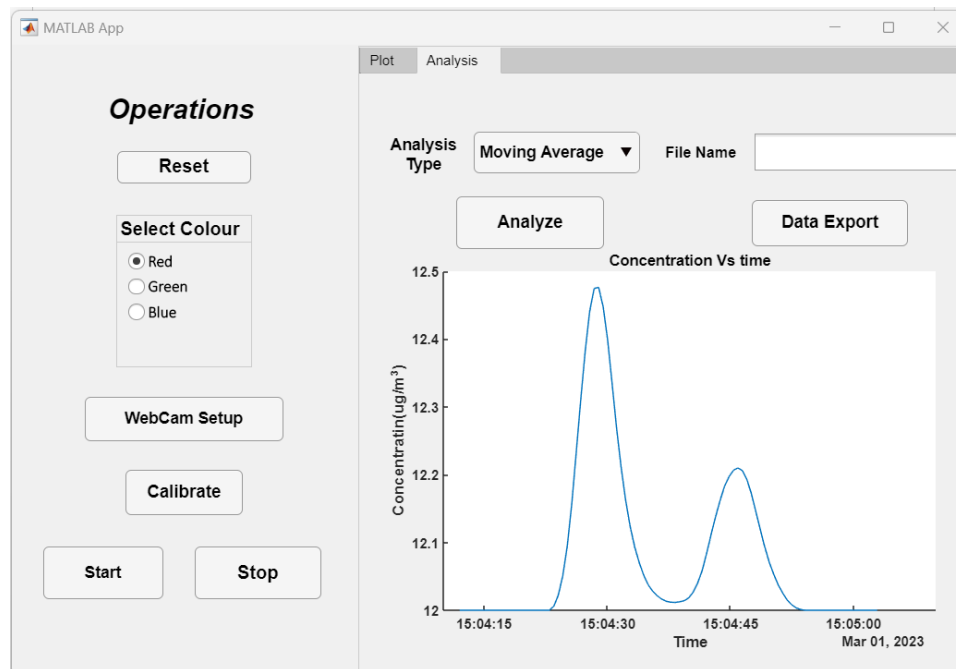 MATLAB App
Operations
Reset
Select Colour
Red
Green
Blue
WebCam Setup
Calibrate
Start
Stop
Plot
Analysis
Analysis
Type
Moving Average
File Name
Analyze
Data Export
Concentration Vs time
Concentratin(ug/m³)
12.5
12.4
12.3
12.2
12.1
12
15:04:15
15:04:30
15:04:45
15:05:00
Time
Mar 01, 2023